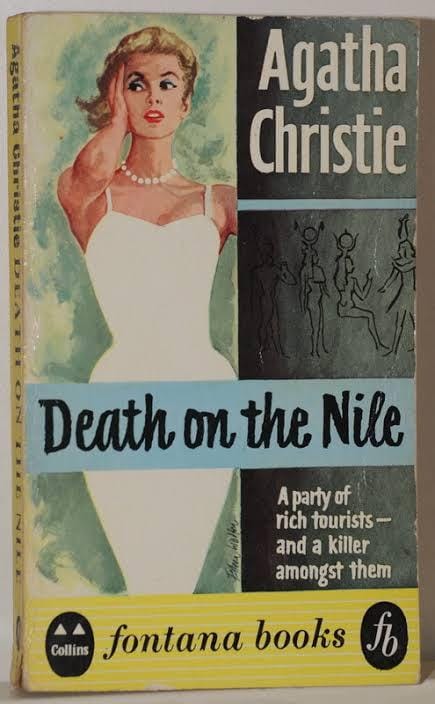 Agatha Christie DEATH ON THE NILE
Agatha
Christie
Death on the Nile
A party of
rich tourists—
and a killer
amongst them
Collins
fontana books
fb